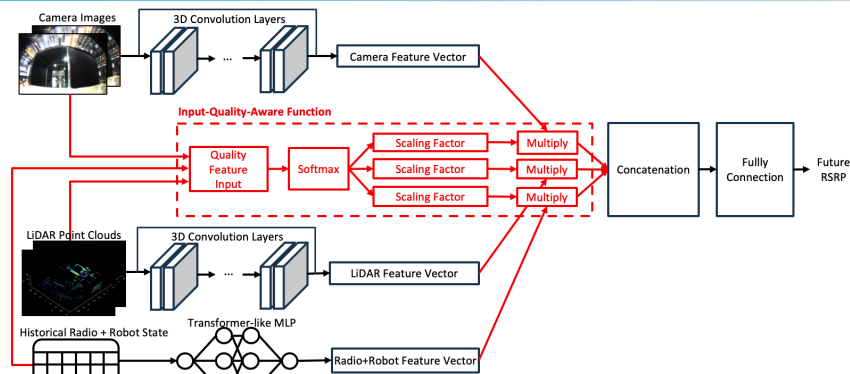 Camera Images
3D Convolution Layers
...
Camera Feature Vector
Input-Quality-Aware Function
Quality
Feature
Input
Softmax
Scaling Factor
Multiply
Scaling Factor
Multiply
Scaling Factor
Multiply
Concatenation
Fullly
Connection
Future
RSRP
LiDAR Point Clouds
3D Convolution Layers
...
LiDAR Feature Vector
Historical Radio + Robot State
Transformer-like MLP
Radio+Robot Feature Vector